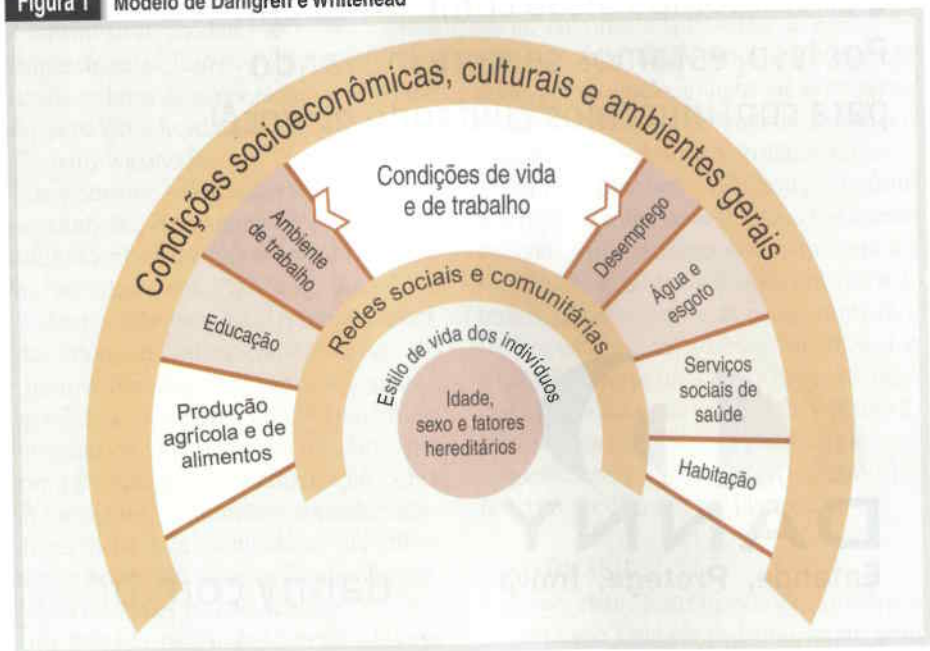 Figura 1 Modelo de Dahlgren e Whitehead
Condições socioeconômicas, culturais e ambientes gerais
Condições de vida
e de trabalho
Ambiente
de trabalho
Desemprego
Educação
Água e
esgoto
Produção
agrícola e de
alimentos
Serviços
sociais de
saúde
Habitação
Redes sociais e comunitárias
Estilo de vida dos indivíduos
Idade,
sexo e fatores
hereditários